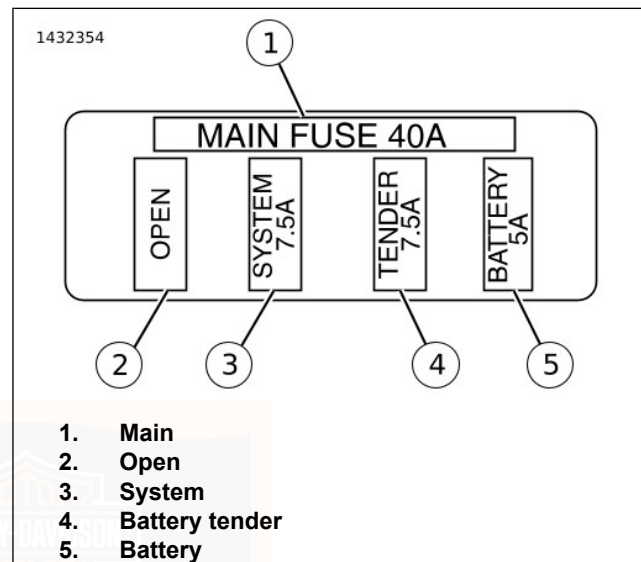 1432354
1
MAIN FUSE 40A
OPEN
SYSTEM
7.5A
TENDER
7.5A
BATTERY
5A
2
3
4
5
1. Main
2. Open
3. System
4. Battery tender
5. Battery